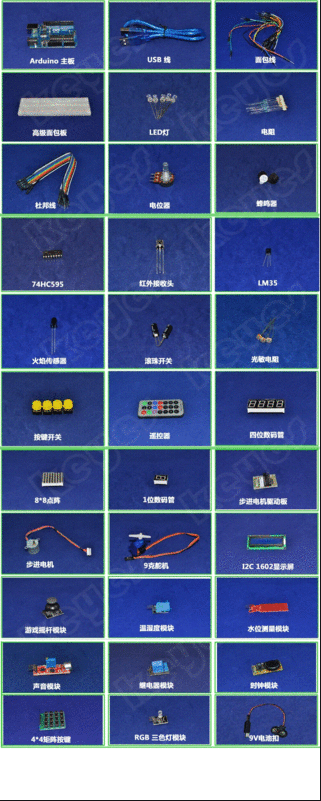 Arduino 主板
USB 线
面包线
高级面包板
LED灯
电阻
杜邦线
电位器
蜂鸣器
74HC595
红外接收头
LM35
火焰传感器
滚珠开关
光敏电阻
按键开关
遥控器
四位数码管
8*8点阵
1位数码管
步进电机驱动板
步进电机
9克舵机
I2C 1602显示屏
游戏摇杆模块
温湿度模块
水位测量模块
声音模块
继电器模块
时钟模块
4*4矩阵按键
RGB 三色灯模块
9V电池扣
keyes